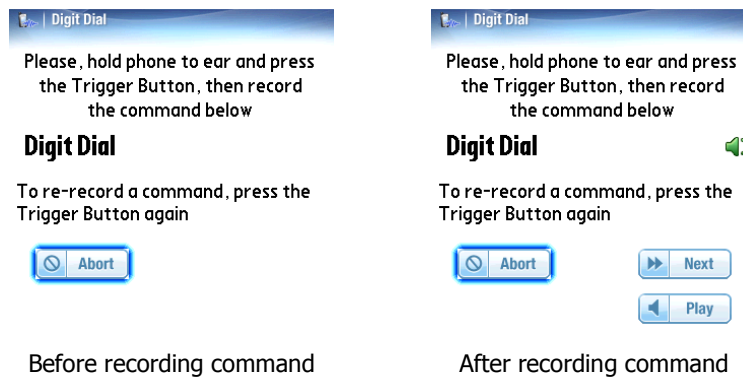 | Digit Dial
Please, hold phone to ear and press
the Trigger Button, then record
the command below
Digit Dial
To re-record a command, press the
Trigger Button again
Abort
Before recording command
| Digit Dial
Please, hold phone to ear and press
the Trigger Button, then record
the command below
Digit Dial
To re-record a command, press the
Trigger Button again
Abort
Next
Play
After recording command